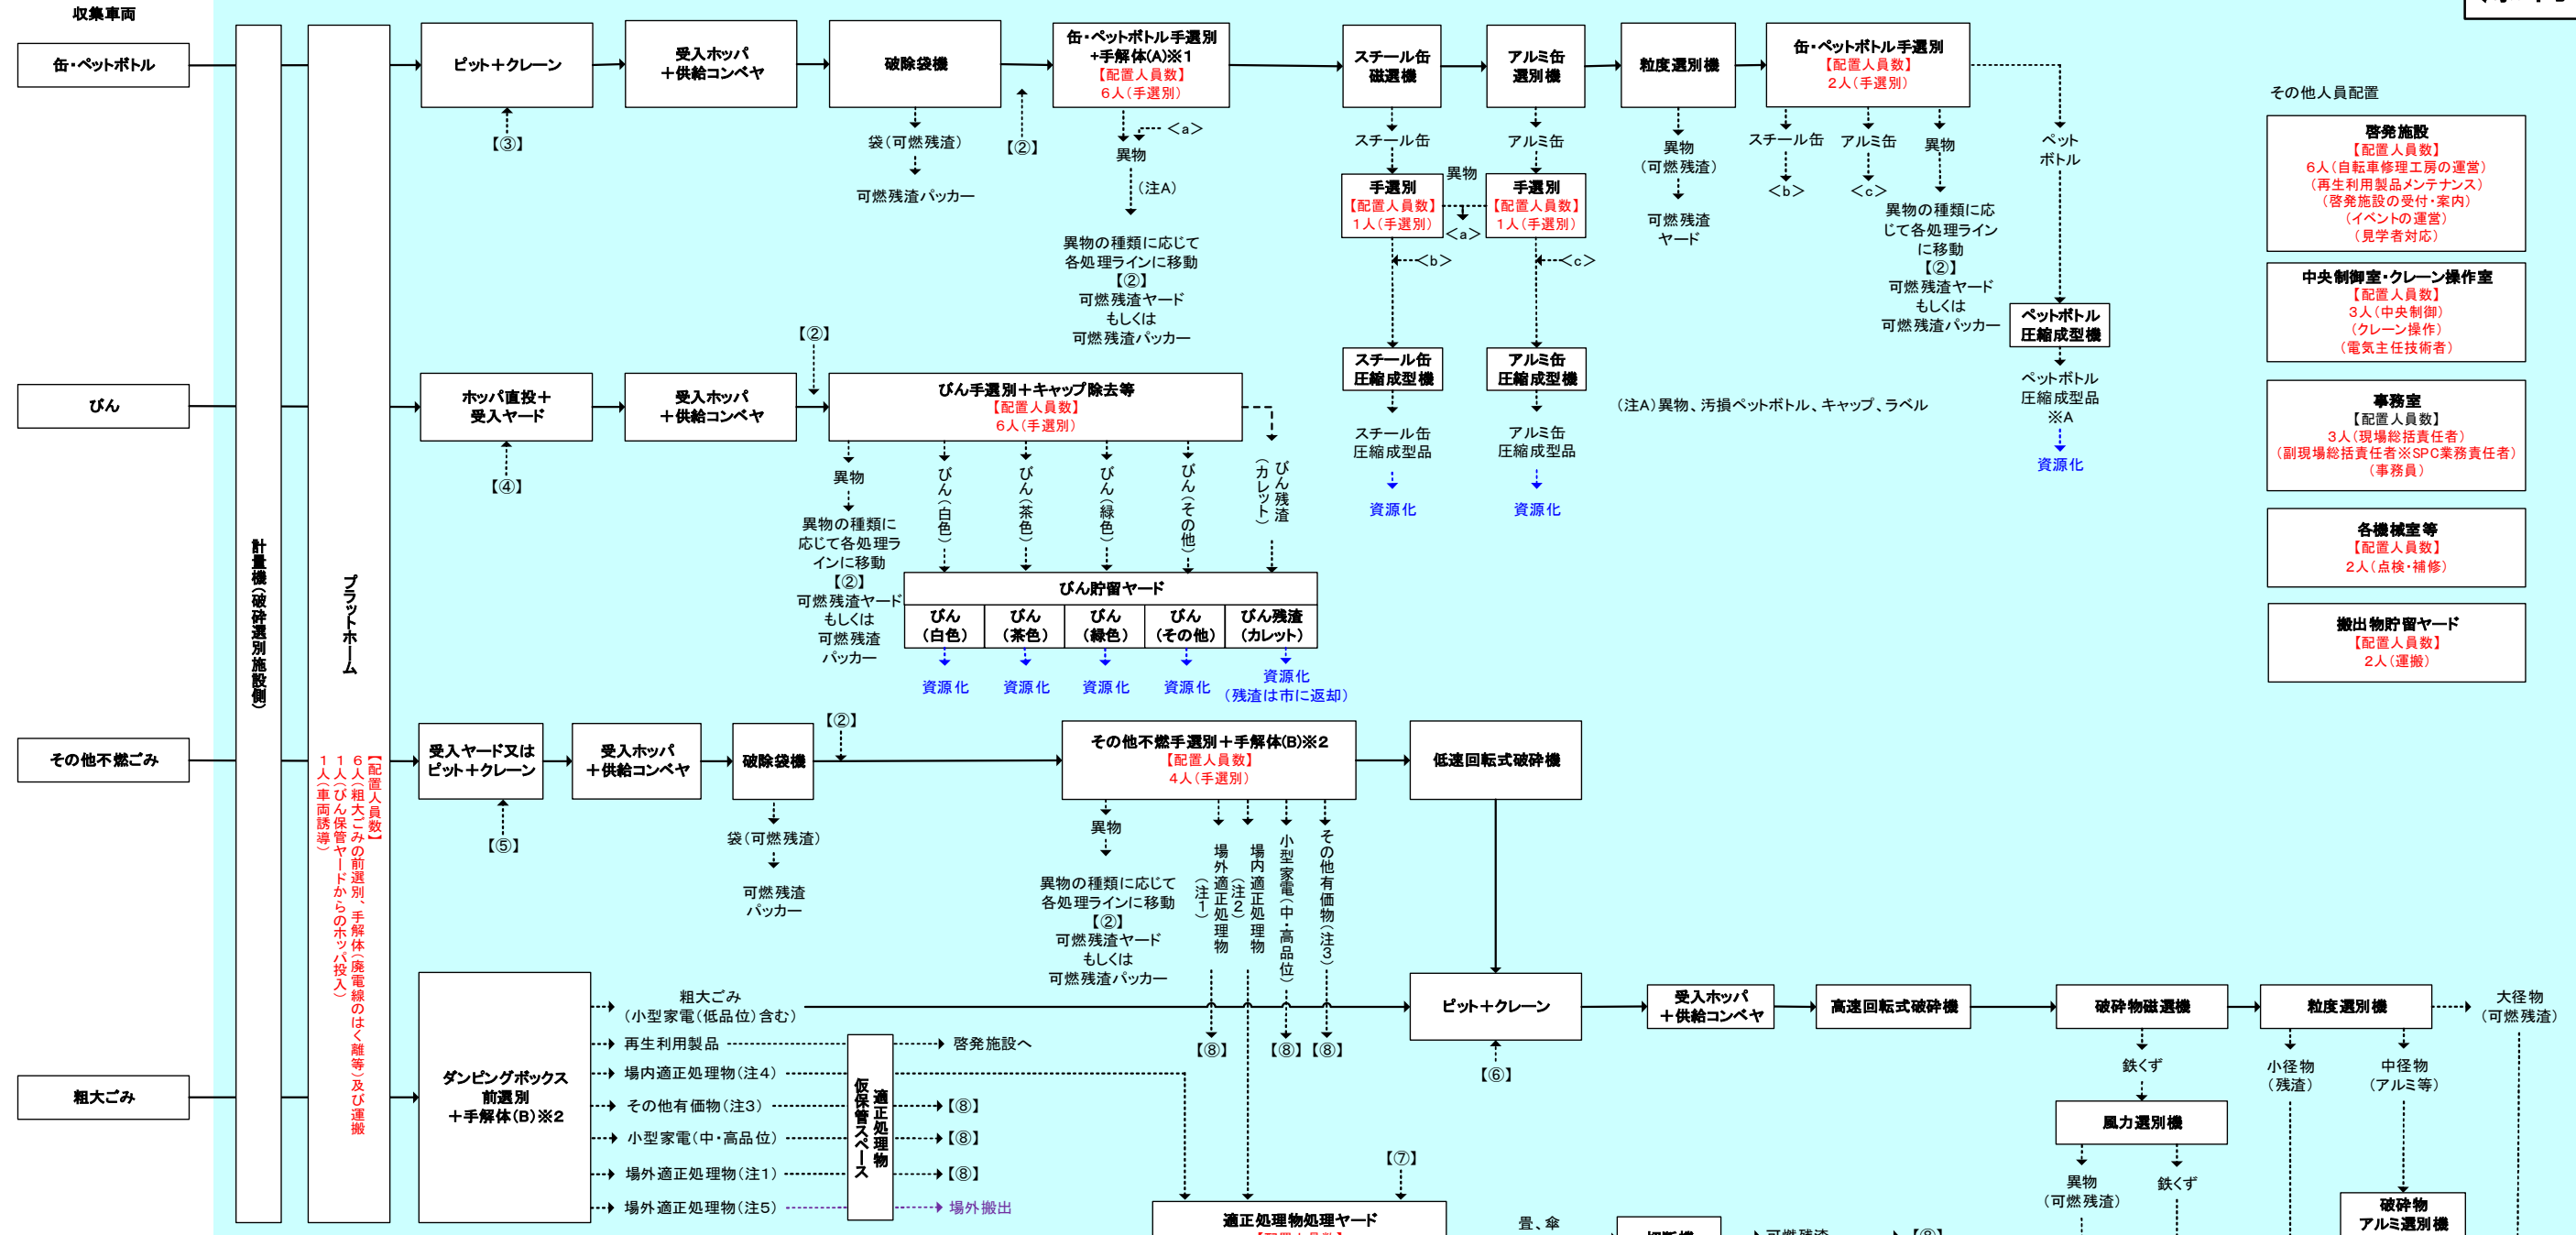 収集車両
缶・ペットボトル
びん
その他不燃ごみ
粗大ごみ
計量機(破砕選別施設側)
プラットホーム
【配置人員数】
6人(粗大ごみの前選別、手解体(廃電線のはく離等)及び運搬
1人(びん保管ヤードからのホッパ投入)
1人(車両誘導)
ピット+クレーン
【③】
受入ホッパ
+供給コンベヤ
破除袋機
袋(可燃残渣)
可燃残渣パッカー
【②】
缶・ペットボトル手選別
+手解体(A)※1
【配置人員数】
6人(手選別)
<a>
異物
(注A)
異物の種類に応じて
各処理ラインに移動
【②】
可燃残渣ヤード
もしくは
可燃残渣パッカー
スチール缶
磁選機
スチール缶
手選別
【配置人員数】
1人(手選別)
異物
<a>
<b>
スチール缶
圧縮成型機
スチール缶
圧縮成型品
資源化
アルミ缶
選別機
アルミ缶
手選別
【配置人員数】
1人(手選別)
<c>
アルミ缶
圧縮成型機
アルミ缶
圧縮成型品
資源化
粒度選別機
異物
(可燃残渣)
可燃残渣
ヤード
缶・ペットボトル手選別
【配置人員数】
2人(手選別)
スチール缶
<b>
アルミ缶
<c>
異物
異物の種類に応
じて各処理ライン
に移動
【②】
可燃残渣ヤード
もしくは
可燃残渣パッカー
ペット
ボトル
ペットボトル
圧縮成型機
ペットボトル
圧縮成型品
※A
資源化
(注A)異物、汚損ペットボトル、キャップ、ラベル
その他人員配置
啓発施設
【配置人員数】
6人(自転車修理工房の運営)
(再生利用製品メンテナンス)
(啓発施設の受付・案内)
(イベントの運営)
(見学者対応)
中央制御室・クレーン操作室
【配置人員数】
3人(中央制御)
(クレーン操作)
(電気主任技術者)
事務室
【配置人員数】
3人(現場総括責任者)
(副現場総括責任者※SPC業務責任者)
(事務員)
各機械室等
【配置人員数】
2人(点検・補修)
搬出物貯留ヤード
【配置人員数】
2人(運搬)
ホッパ直投+
受入ヤード
【④】
受入ホッパ
+供給コンベヤ
【②】
びん手選別+キャップ除去等
【配置人員数】
6人(手選別)
異物
異物の種類に
応じて各処理ラ
インに移動
【②】
可燃残渣ヤード
もしくは
可燃残渣
パッカー
びん(白色)
びん(茶色)
びん(緑色)
びん(その他)
びん残渣
(カレット)
びん貯留ヤード
びん
(白色)
びん
(茶色)
びん
(緑色)
びん
(その他)
びん残渣
(カレット)
資源化
資源化
資源化
資源化
資源化
(残渣は市に返却)
受入ヤード又は
ピット+クレーン
【⑤】
受入ホッパ
+供給コンベヤ
破除袋機
袋(可燃残渣)
可燃残渣
パッカー
【②】
その他不燃手選別+手解体(B)※2
【配置人員数】
4人(手選別)
異物
異物の種類に応じて
各処理ラインに移動
【②】
可燃残渣ヤード
もしくは
可燃残渣パッカー
場外適正処理物
(注1)
場内適正処理物
(注2)
小型家電(中・高品位)
その他有価物(注3)
【⑧】
【⑧】
【⑧】
低速回転式破砕機
ダンピングボックス
前選別
+手解体(B)※2
粗大ごみ
(小型家電(低品位)含む)
再生利用製品
場内適正処理物(注4)
その他有価物(注3)
小型家電(中・高品位)
場外適正処理物(注1)
場外適正処理物(注5)
適正処理物
仮保管スペース
啓発施設へ
【⑧】
【⑧】
【⑧】
場外搬出
ピット+クレーン
【⑥】
受入ホッパ
+供給コンベヤ
高速回転式破砕機
破砕物磁選機
鉄くず
風力選別機
異物
(可燃残渣)
鉄くず
粒度選別機
大径物
(可燃残渣)
小径物
(残渣)
中径物
(アルミ等)
破砕物
アルミ選別機
【⑦】
適正処理物処理ヤード
畳、傘